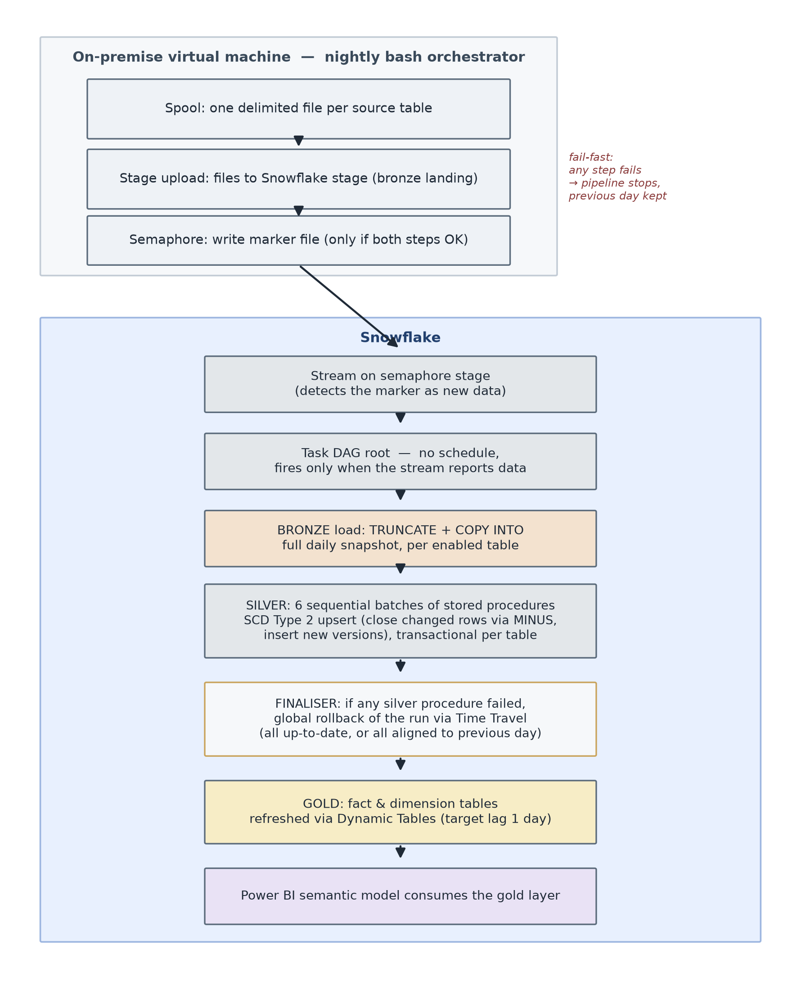 On-premise virtual machine — nightly bash orchestrator
Spool: one delimited file per source table
Stage upload: files to Snowflake stage (bronze landing)
Semaphore: write marker file (only if both steps OK)
fail-fast:
any step fails
→ pipeline stops,
previous day kept
Snowflake
Stream on semaphore stage
(detects the marker as new data)
Task DAG root — no schedule,
fires only when the stream reports data
BRONZE load: TRUNCATE + COPY INTO
full daily snapshot, per enabled table
SILVER: 6 sequential batches of stored procedures
SCD Type 2 upsert (close changed rows via MINUS,
insert new versions), transactional per table
FINALISER: if any silver procedure failed,
global rollback of the run via Time Travel
(all up-to-date, or all aligned to previous day)
GOLD: fact & dimension tables
refreshed via Dynamic Tables (target lag 1 day)
Power BI semantic model consumes the gold layer